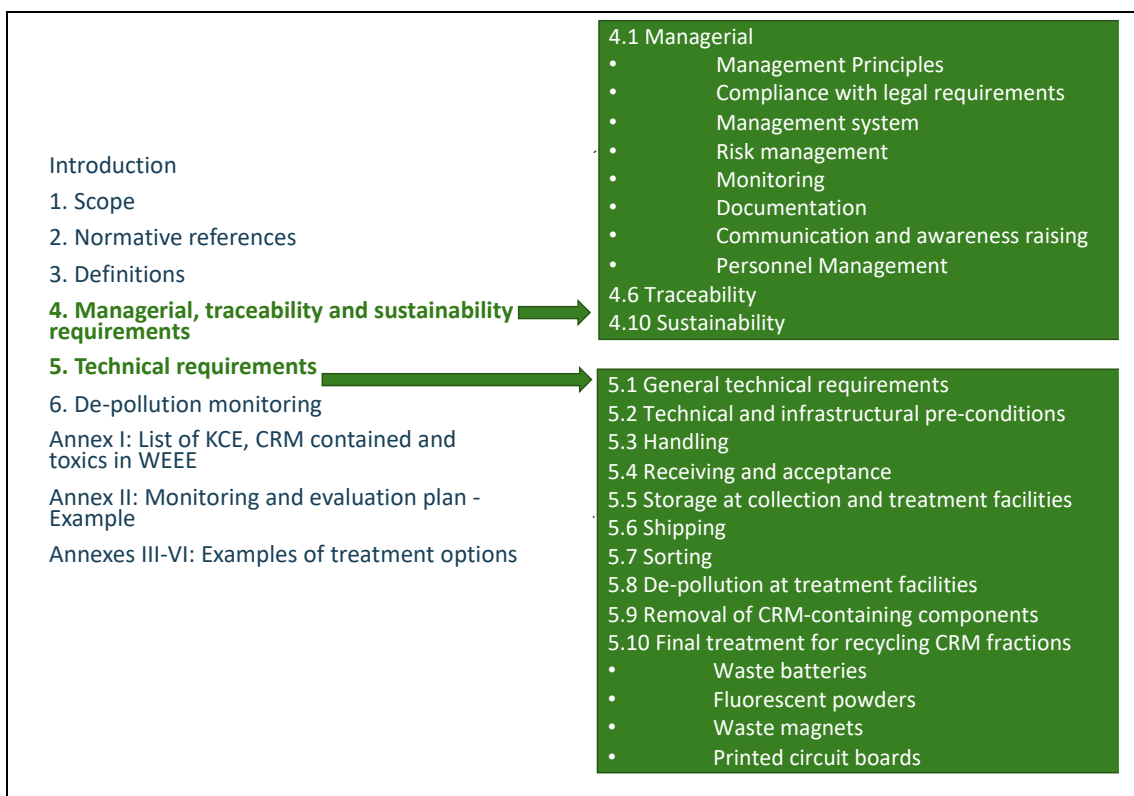 Introduction
1. Scope
2. Normative references
3. Definitions
4. Managerial, traceability and sustainability
requirements
5. Technical requirements
6. De-pollution monitoring
Annex I: List of KCE, CRM contained and
toxics in WEEE
Annex II: Monitoring and evaluation plan -
Example
Annexes III-VI: Examples of treatment options
4.1 Managerial
• Management Principles
• Compliance with legal requirements
• Management system
• Risk management
• Monitoring
• Documentation
• Communication and awareness raising
• Personnel Management
4.6 Traceability
4.10 Sustainability
5.1 General technical requirements
5.2 Technical and infrastructural pre-conditions
5.3 Handling
5.4 Receiving and acceptance
5.5 Storage at collection and treatment facilities
5.6 Shipping
5.7 Sorting
5.8 De-pollution at treatment facilities
5.9 Removal of CRM-containing components
5.10 Final treatment for recycling CRM fractions
• Waste batteries
• Fluorescent powders
• Waste magnets
• Printed circuit boards